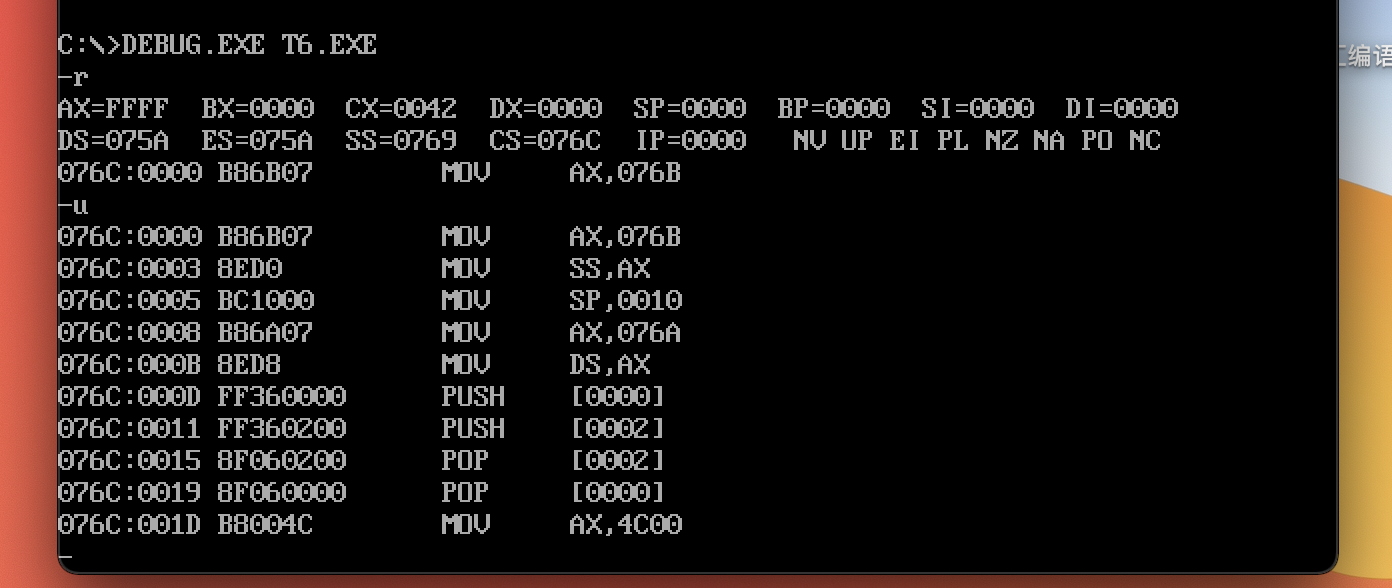 C:\>DEBUG.EXE T6.EXE
-r
AX=FFFF  BX=0000  CX=0042  DX=0000  SP=0000  BP=0000  SI=0000  DI=0000
DS=075A  ES=075A  SS=0769  CS=076C  IP=0000   NV UP EI PL NZ NA PO NC
076C:0000 B86B07        MOV     AX,076B
-u
076C:0000 B86B07        MOV     AX,076B
076C:0003 8ED0          MOV     SS,AX
076C:0005 BC1000        MOV     SP,0010
076C:0008 B86A07        MOV     AX,076A
076C:000B 8ED8          MOV     DS,AX
076C:000D FF360000      PUSH    [0000]
076C:0011 FF360200      PUSH    [0002]
076C:0015 8F060200      POP     [0002]
076C:0019 8F060000      POP     [0000]
076C:001D B8004C        MOV     AX,4C00
-
编语